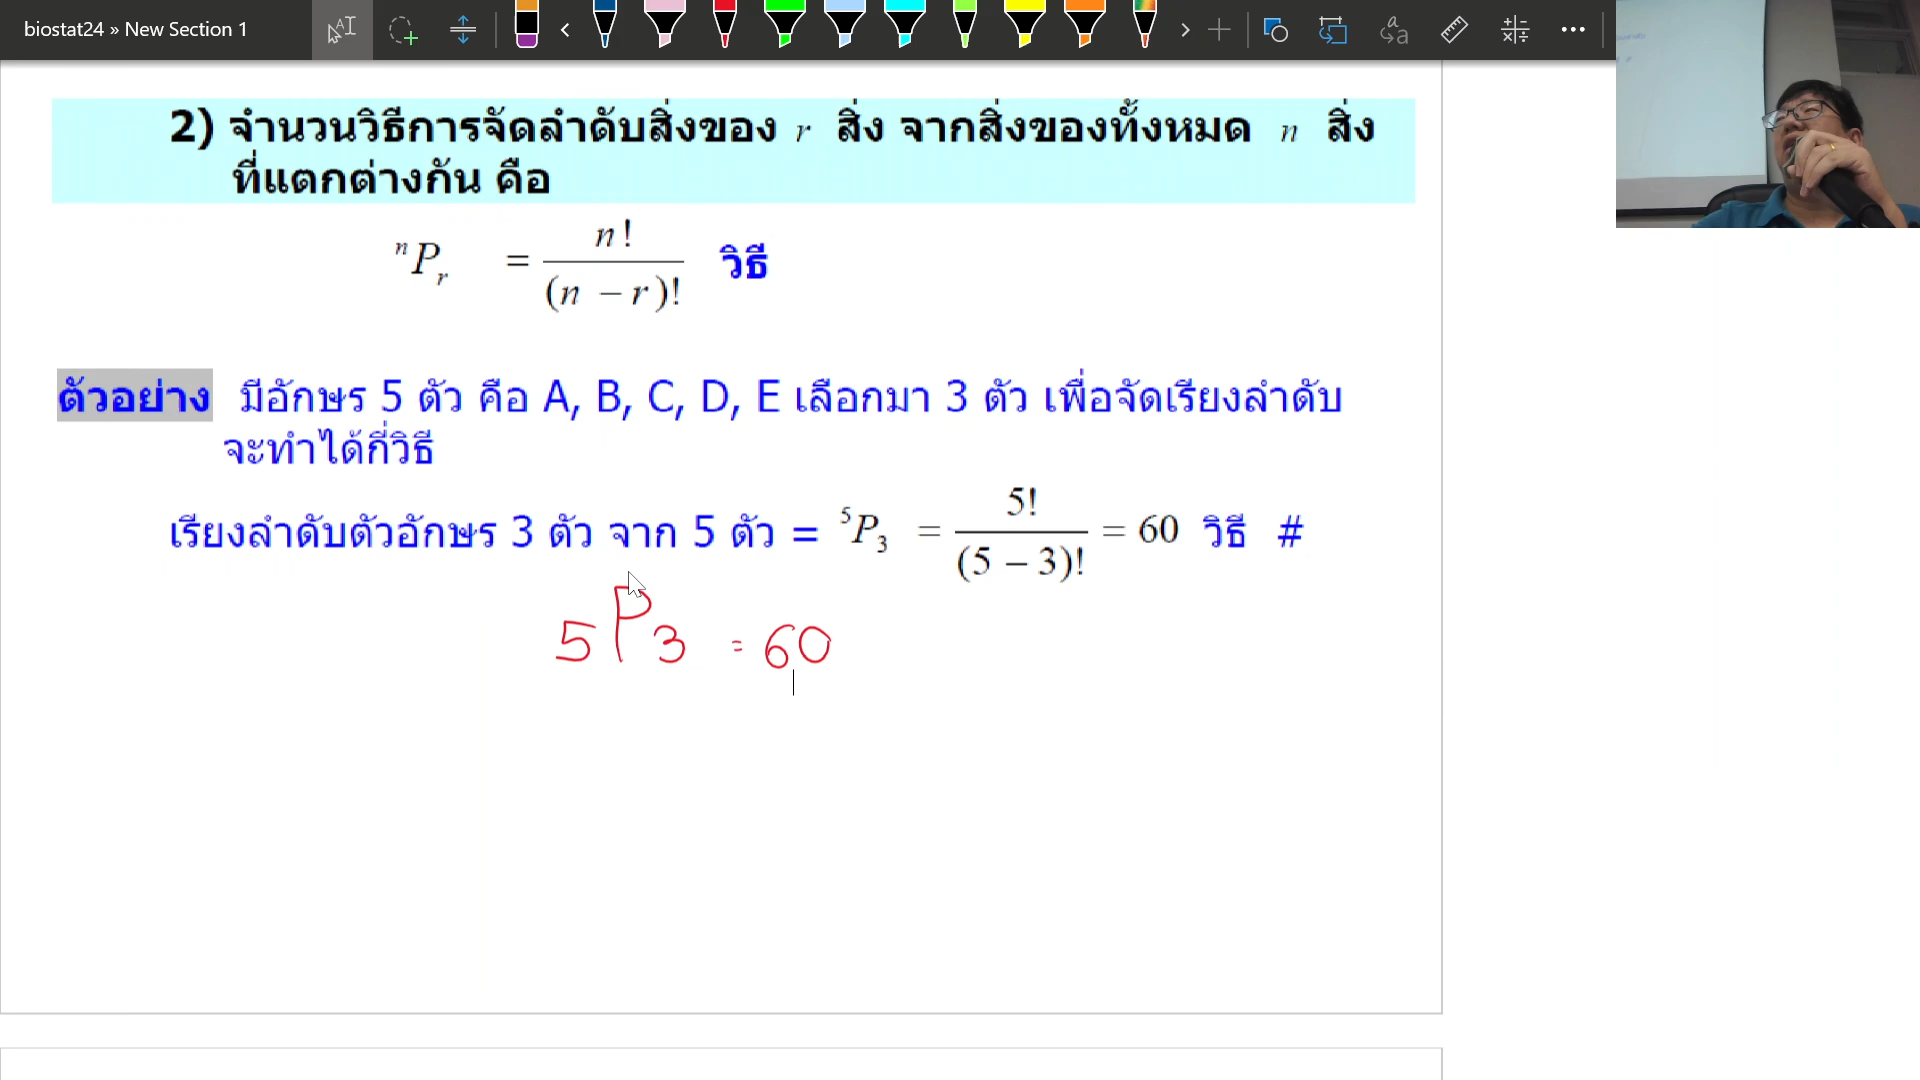 biostat24 » New Section 1
2) จำนวนวิธีการจัดลำดับสิ่งของ r สิ่ง จากสิ่งของทั้งหมด n สิ่ง
ที่แตกต่างกัน คือ
ⁿPᵣ = n! / (n − r)! วิธี
ตัวอย่าง มีอักษร 5 ตัว คือ A, B, C, D, E เลือกมา 3 ตัว เพื่อจัดเรียงลำดับ
จะทำได้กี่วิธี
เรียงลำดับตัวอักษร 3 ตัว จาก 5 ตัว = ⁵P₃ = 5! / (5 − 3)! = 60 วิธี #
5P3 = 60